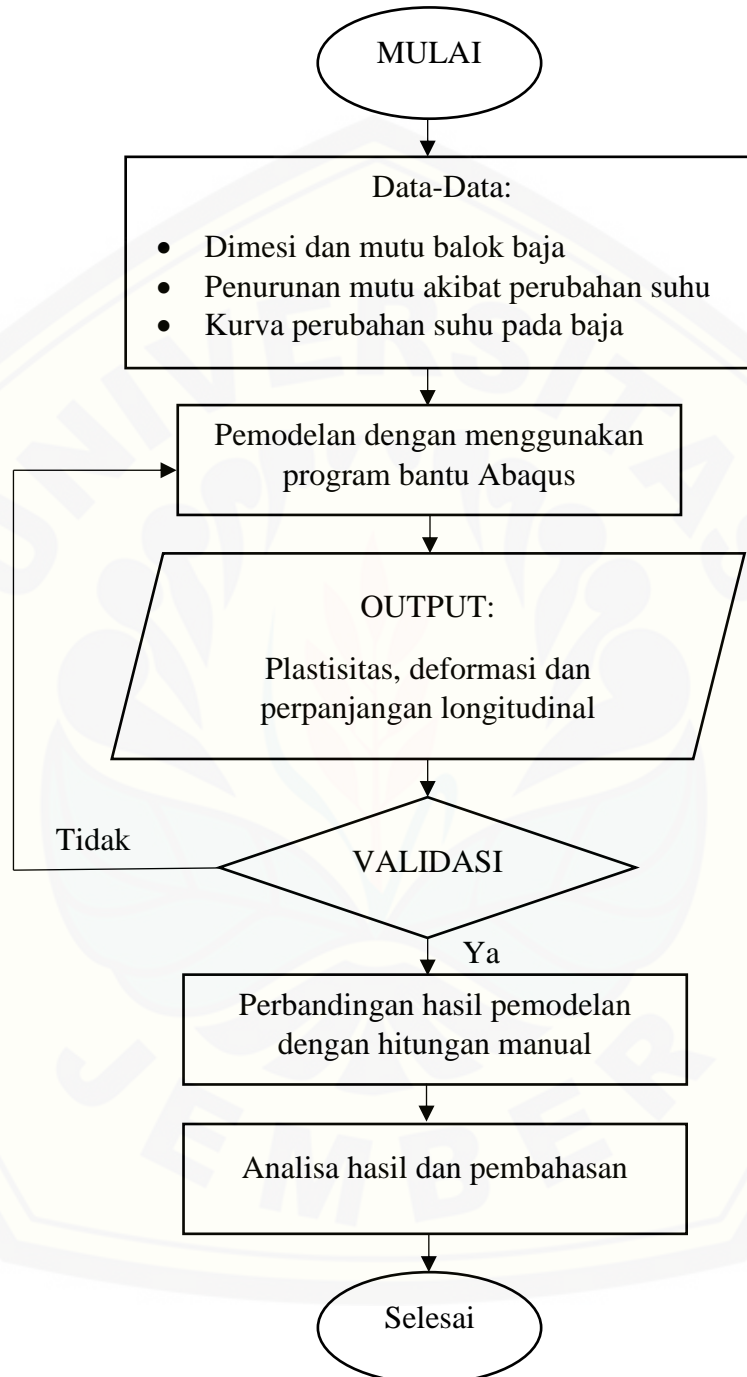 MULAI
Data-Data:
• Dimesi dan mutu balok baja
• Penurunan mutu akibat perubahan suhu
• Kurva perubahan suhu pada baja
Pemodelan dengan menggunakan
program bantu Abaqus
OUTPUT:
Plastisitas, deformasi dan
perpanjangan longitudinal
Tidak
VALIDASI
Ya
Perbandingan hasil pemodelan
dengan hitungan manual
Analisa hasil dan pembahasan
Selesai
UNIVERSITAS
JEMBER